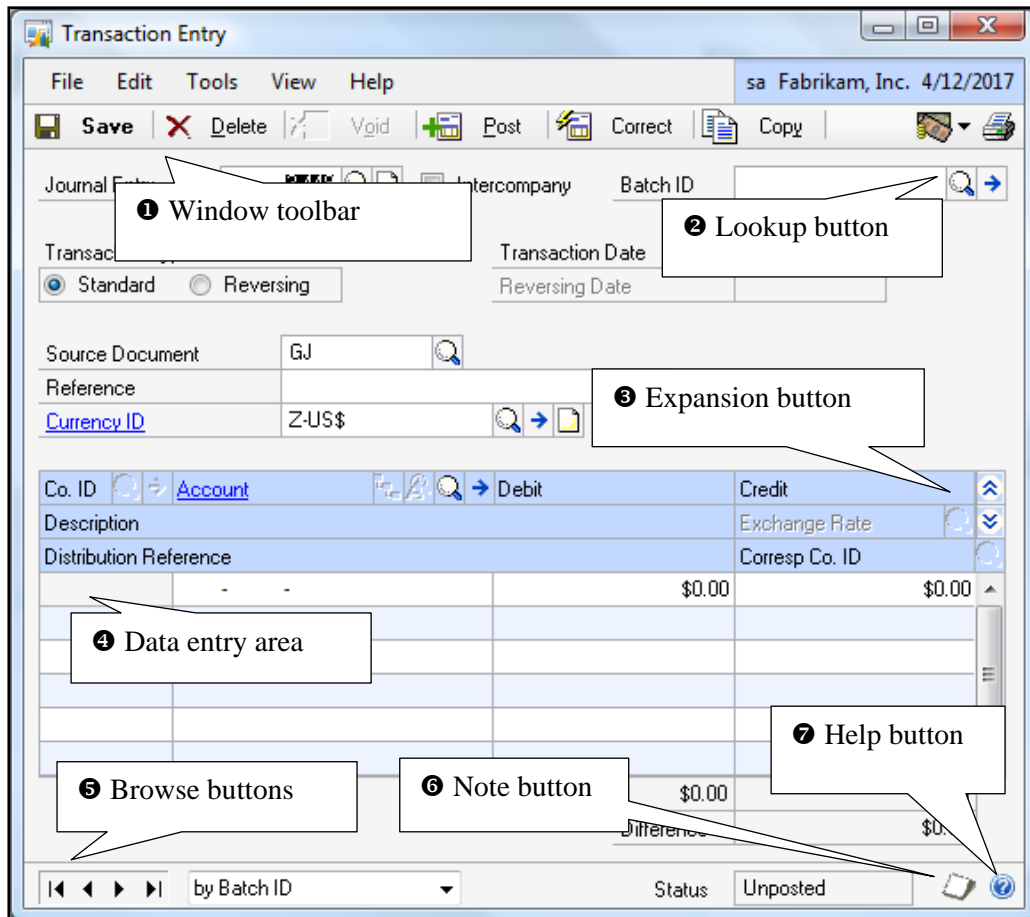 Transaction Entry
File Edit Tools View Help sa Fabrikam, Inc. 4/12/2017
Save Delete Void Post Correct Copy
Journal Intercompany Batch ID
❶ Window toolbar
❷ Lookup button
Transaction Date
Standard Reversing Reversing Date
Source Document GJ
Reference
❸ Expansion button
Currency ID Z-US$
Co. ID Account Debit Credit
Description Exchange Rate
Distribution Reference Corresp Co. ID
- - $0.00 $0.00
❹ Data entry area
❼ Help button
❺ Browse buttons
❻ Note button
$0.00
Difference $0.
by Batch ID Status Unposted